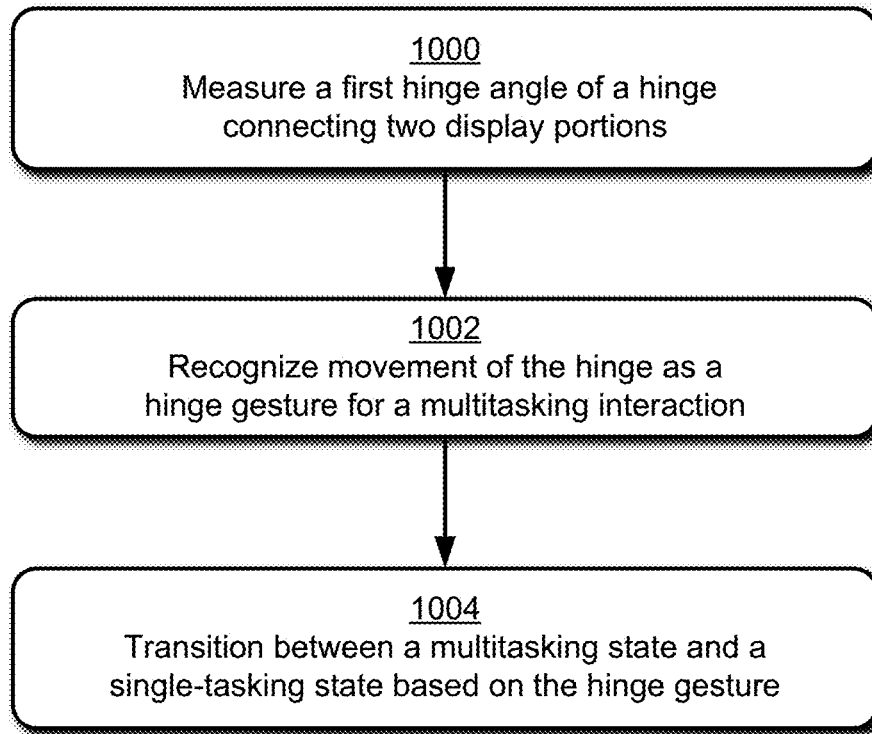 1000
Measure a first hinge angle of a hinge
connecting two display portions
1002
Recognize movement of the hinge as a
hinge gesture for a multitasking interaction
1004
Transition between a multitasking state and a
single-tasking state based on the hinge gesture